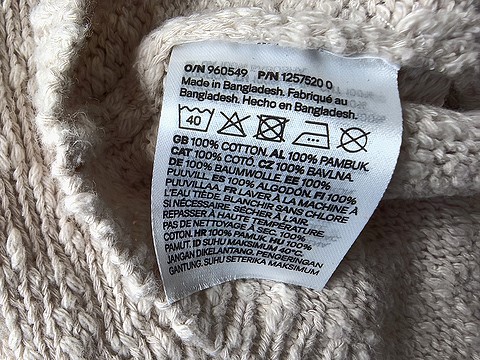 O/N 960549 P/N 1257520 0
Made in Bangladesh. Fabriqué au
Bangladesh. Hecho en Bangladesh.
40
GB 100% COTTON. AL 100% PAMBUK.
CAT 100% COTÓ. CZ 100% BAVLNA.
DE 100% BAUMWOLLE. EE 100%
PUUVILL. ES 100% ALGODÓN. FI 100%
PUUVILLAA. FR LAVER À LA MACHINE À
L'EAU TIÈDE. BLANCHIR SANS CHLORE
SI NÉCESSAIRE. SÉCHER À L'AIR.
REPASSER À HAUTE TEMPÉRATURE.
PAS DE NETTOYAGE À SEC. 100%
COTON. HR 100% PAMUK. HU 100%
PAMUT. ID SUHU MAKSIMUM 40°C.
JANGAN DIKELANTANG. PENGERINGAN
GANTUNG. SUHU SETERIKA MAKSIMUM